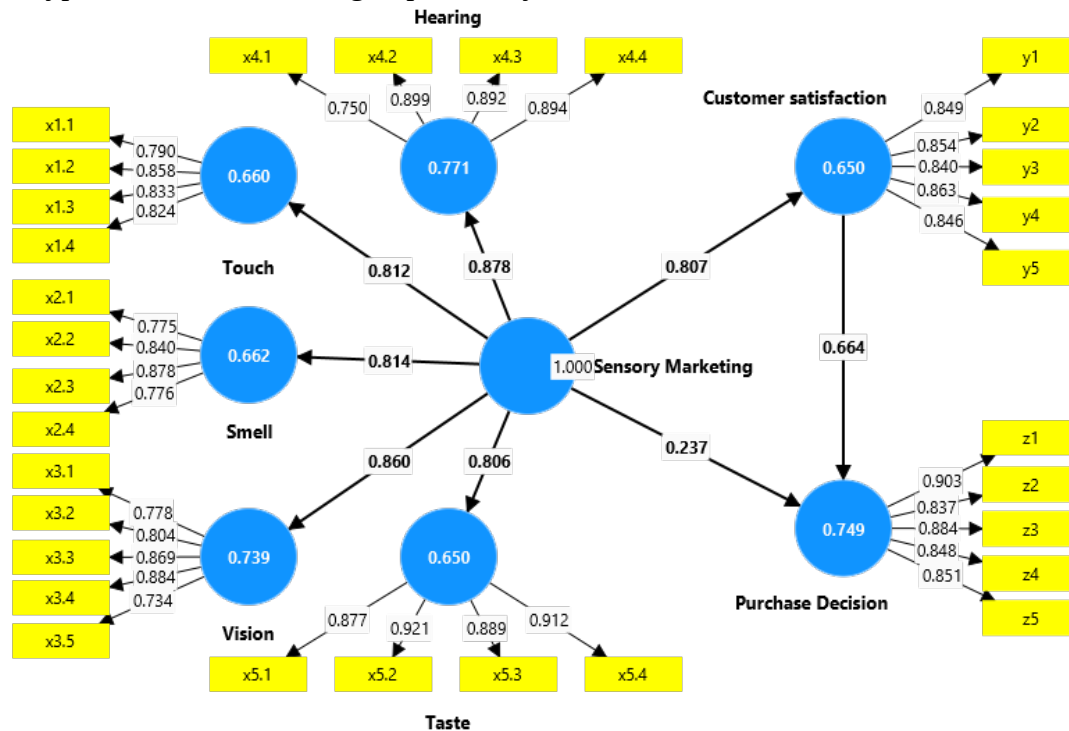 Hearing
x4.1 x4.2 x4.3 x4.4 y1
Customer satisfaction
0.750 0.899 0.892 0.894 0.849
x1.1 y2
0.790 0.854
x1.2 0.858 0.660 0.771 0.650 0.840 y3
x1.3 0.833 0.863 y4
0.824 0.846
x1.4 y5
Touch 0.812 0.878 0.807
x2.1
0.775
x2.2 0.840 0.664
0.662 0.814 1.000 Sensory Marketing
x2.3 0.878
0.776
x2.4 Smell z1
0.860 0.806 0.237
x3.1 0.903 z2
0.778 0.837
x3.2 0.804 z3
x3.3 0.869 0.739 0.650 0.749 0.884
0.884 0.848 z4
x3.4 0.734 0.851
Purchase Decision z5
x3.5 Vision 0.877 0.921 0.889 0.912
x5.1 x5.2 x5.3 x5.4
Taste